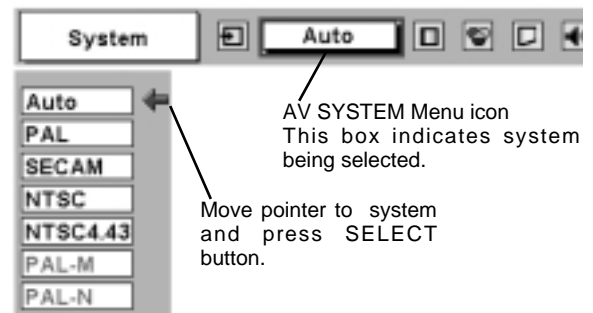 System
Auto
AV SYSTEM Menu icon
This box indicates system
being selected.
Auto
PAL
SECAM
NTSC
NTSC4.43
PAL-M
PAL-N
Move pointer to system
and press SELECT
button.